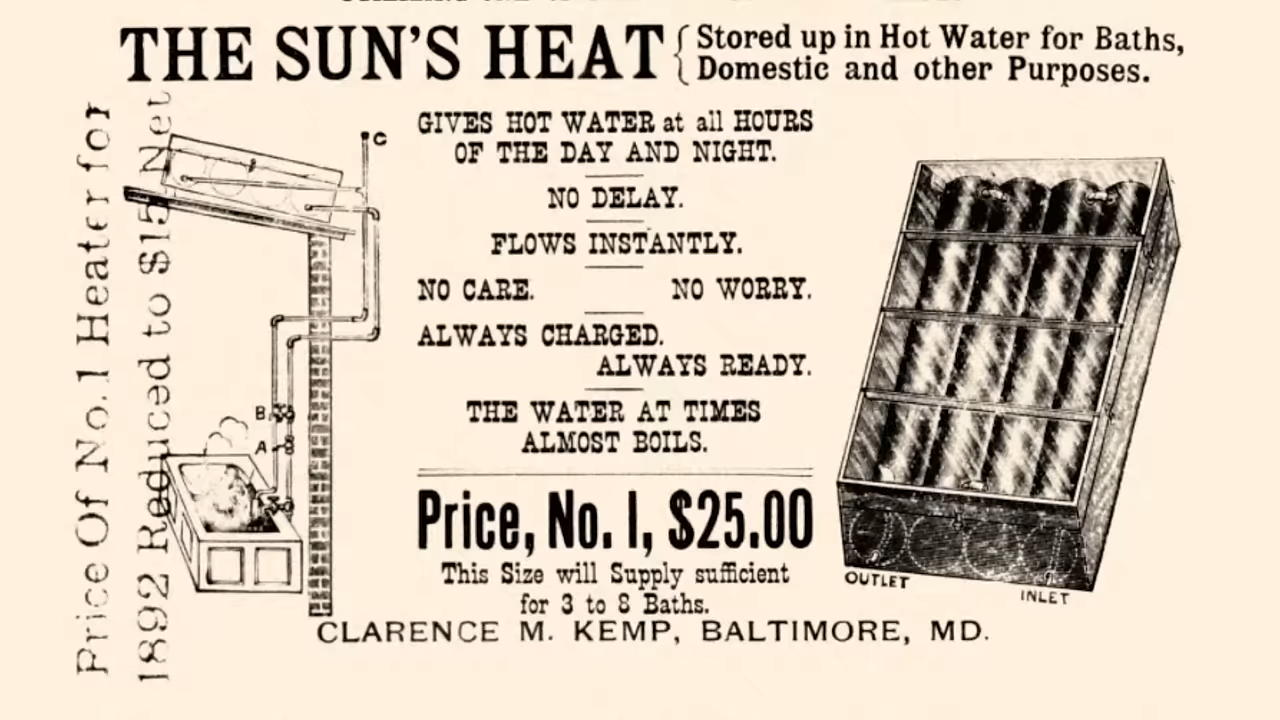 THE SUN'S HEAT
Stored up in Hot Water for Baths,
Domestic and other Purposes.
Price Of No. 1 Heater for
1892 Reduced to $15 Net
C
B
A
GIVES HOT WATER at all HOURS
OF THE DAY AND NIGHT.
NO DELAY.
FLOWS INSTANTLY.
NO CARE. NO WORRY.
ALWAYS CHARGED.
ALWAYS READY.
THE WATER AT TIMES
ALMOST BOILS.
Price, No. 1, $25.00
This Size will Supply sufficient
for 3 to 8 Baths.
OUTLET
INLET
CLARENCE M. KEMP, BALTIMORE, MD.